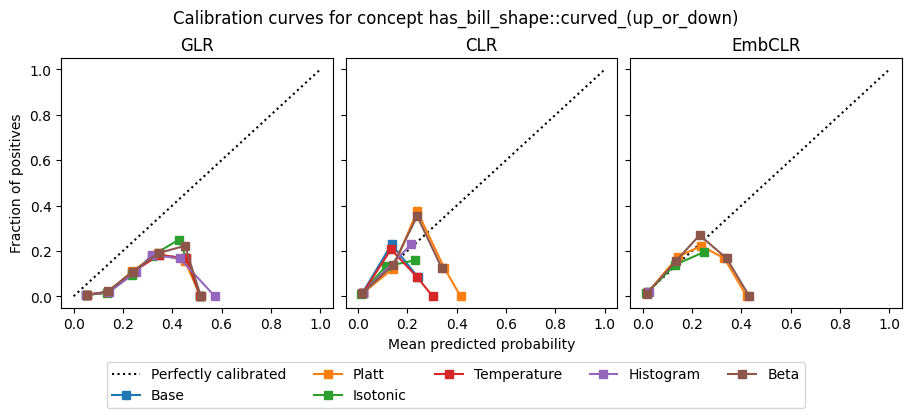 Calibration curves for concept has_bill_shape::curved_(up_or_down)
GLR
CLR
EmbCLR
Fraction of positives
1.0
0.8
0.6
0.4
0.2
0.0
0.0 0.2 0.4 0.6 0.8 1.0
0.0 0.2 0.4 0.6 0.8 1.0
0.0 0.2 0.4 0.6 0.8 1.0
Mean predicted probability
Perfectly calibrated
Base
Platt
Isotonic
Temperature
Histogram
Beta